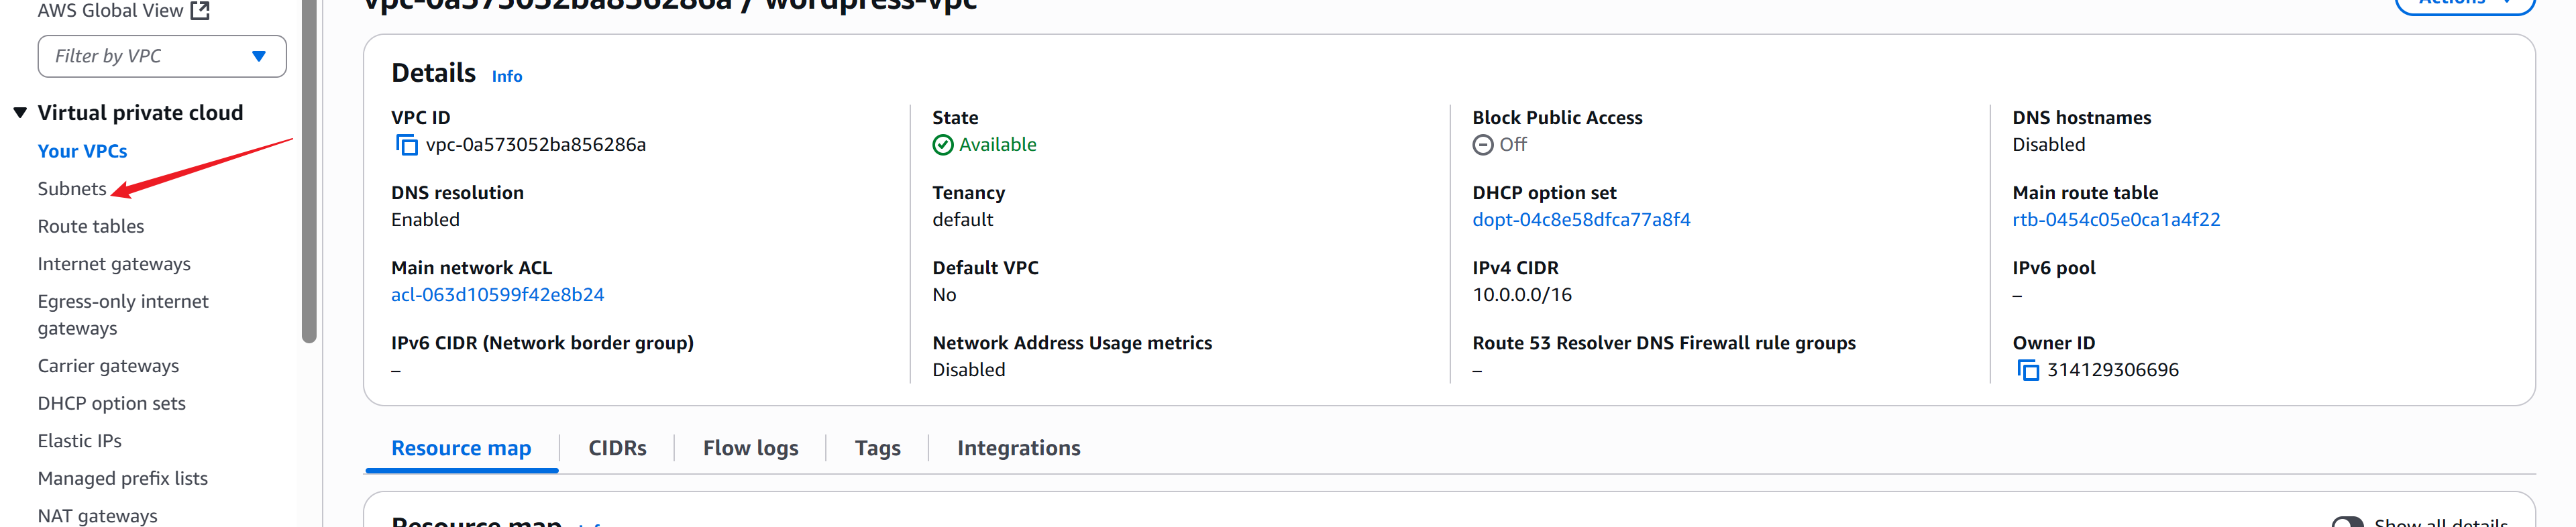 AWS Global View
Filter by VPC
Virtual private cloud
Your VPCs
Subnets
Route tables
Internet gateways
Egress-only internet
gateways
Carrier gateways
DHCP option sets
Elastic IPs
Managed prefix lists
NAT gateways
vpc-0a573052ba856286a / wordpress-vpc
Actions
Details Info
VPC ID
vpc-0a573052ba856286a
State
Available
Block Public Access
Off
DNS hostnames
Disabled
DNS resolution
Enabled
Tenancy
default
DHCP option set
dopt-04c8e58dfca77a8f4
Main route table
rtb-0454c05e0ca1a4f22
Main network ACL
acl-063d10599f42e8b24
Default VPC
No
IPv4 CIDR
10.0.0.0/16
IPv6 pool
–
IPv6 CIDR (Network border group)
–
Network Address Usage metrics
Disabled
Route 53 Resolver DNS Firewall rule groups
–
Owner ID
314129306696
Resource map
CIDRs
Flow logs
Tags
Integrations
Resource map Info
Show all details